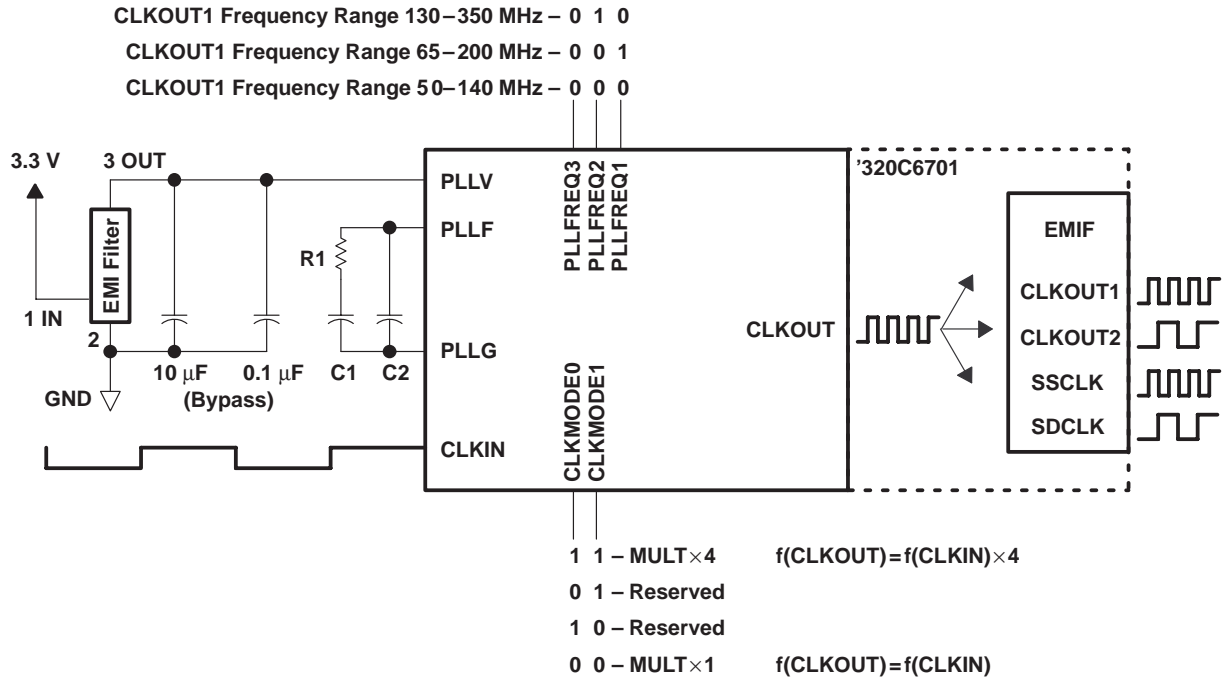 CLKOUT1 Frequency Range 130–350 MHz – 0 1 0
CLKOUT1 Frequency Range 65–200 MHz – 0 0 1
CLKOUT1 Frequency Range 50–140 MHz – 0 0 0
3.3 V
3 OUT
EMI Filter
1 IN
2
GND
10 μF
0.1 μF
(Bypass)
R1
C1
C2
PLLV
PLLF
PLLG
CLKIN
PLLFREQ3
PLLFREQ2
PLLFREQ1
CLKMODE0
CLKMODE1
CLKOUT
'320C6701
EMIF
CLKOUT1
CLKOUT2
SSCLK
SDCLK
1 1 – MULT×4 f(CLKOUT)=f(CLKIN)×4
0 1 – Reserved
1 0 – Reserved
0 0 – MULT×1 f(CLKOUT)=f(CLKIN)